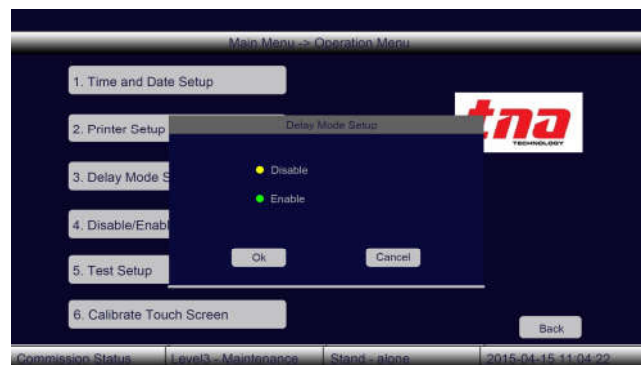 Main Menu -> Operation Menu
1. Time and Date Setup
tna
TECHNOLOGY
2. Printer Setup
Delay Mode Setup
3. Delay Mode S
Disable
Enable
4. Disable/Enabl
Ok Cancel
5. Test Setup
6. Calibrate Touch Screen
Back
Commission Status Level3 - Maintenance Stand - alone 2015-04-15 11:04:22